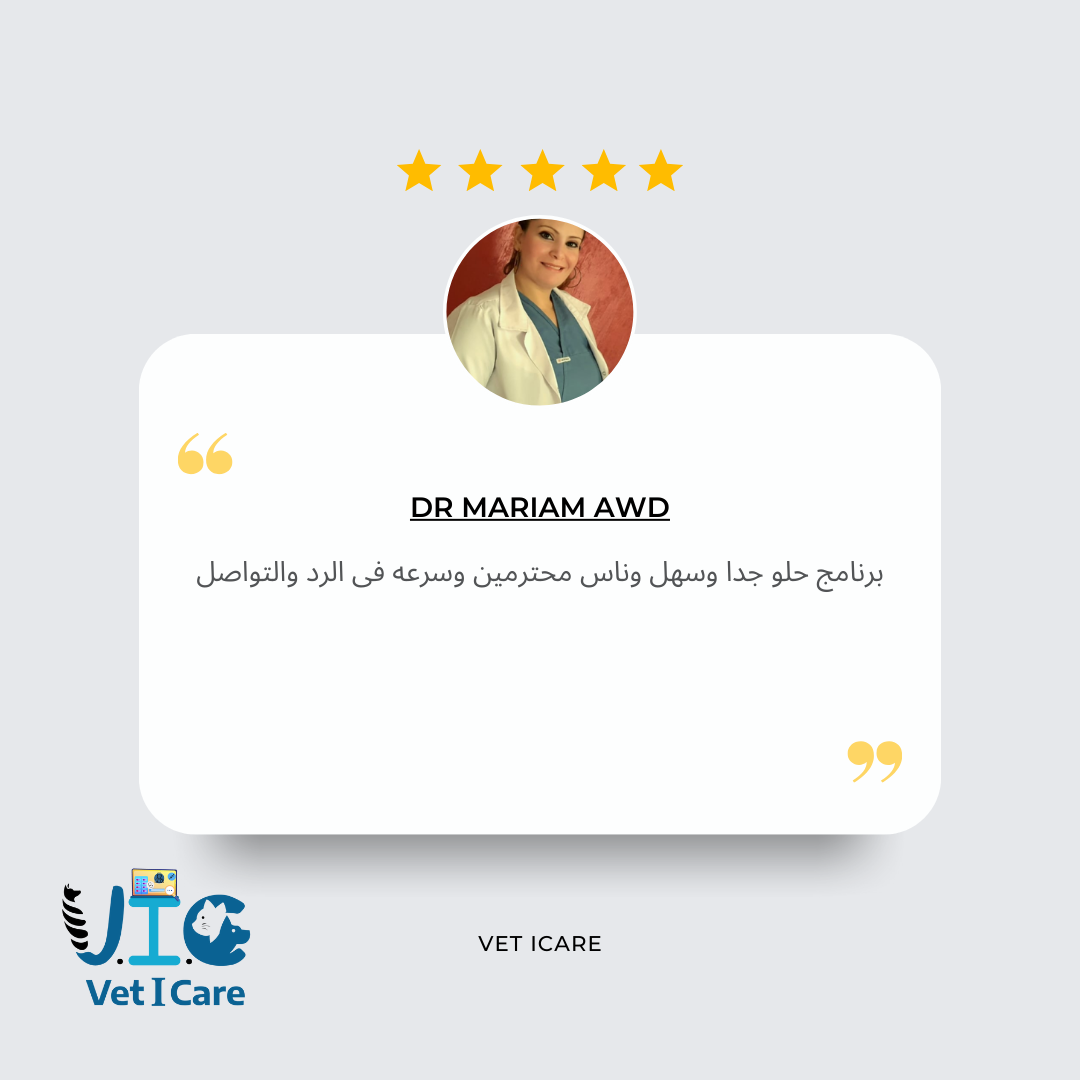 DR MARIAM AWD
برنامج حلو جدا وسهل وناس محترمين وسرعه فى الرد والتواصل
VET ICARE
V.I.C
Vet I Care